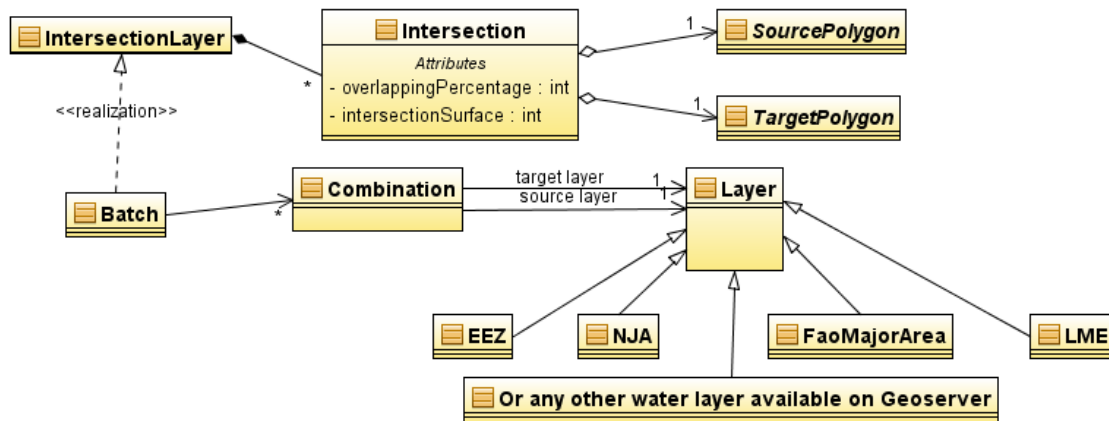 IntersectionLayer
Intersection
Attributes
- overlappingPercentage : int
- intersectionSurface : int
*
1
SourcePolygon
1
TargetPolygon
<<realization>>
Batch
*
Combination
target layer
1
source layer
1
Layer
EEZ
NJA
FaoMajorArea
LME
Or any other water layer available on Geoserver